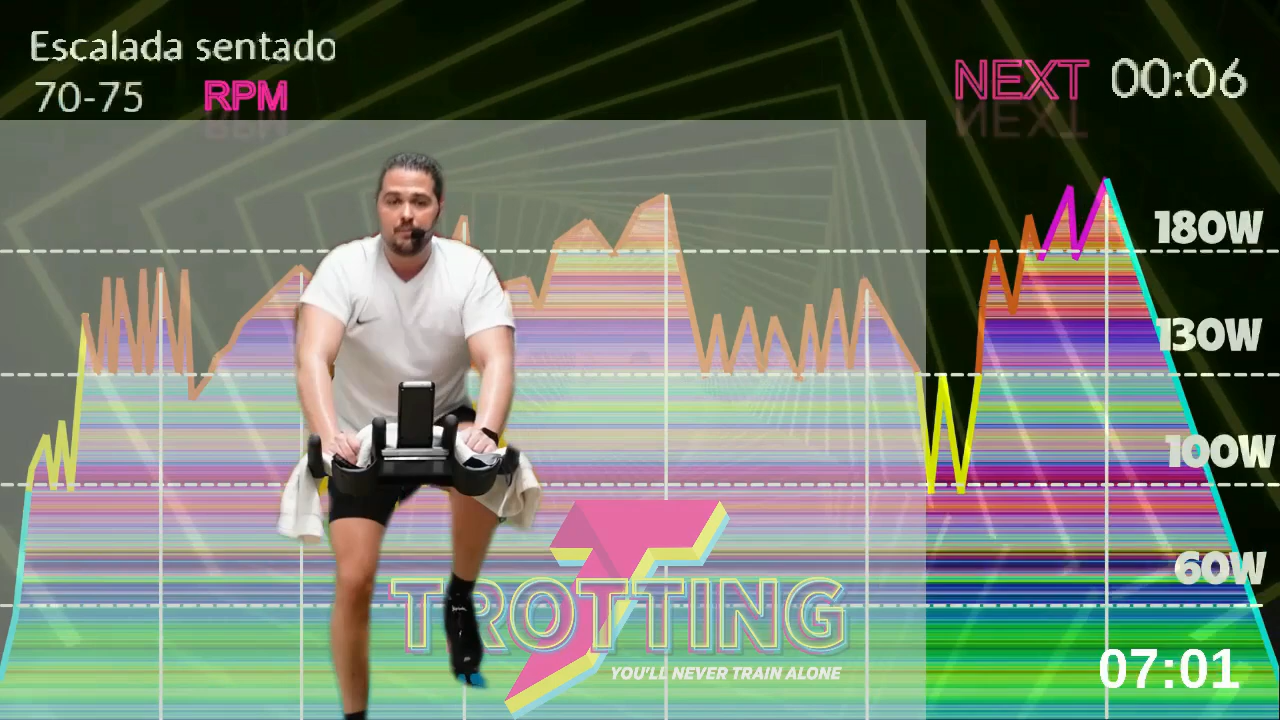 Escalada sentado
70-75 RPM
NEXT 00:06
180W
130W
100W
60W
TROTTING
YOU'LL NEVER TRAIN ALONE
07:01